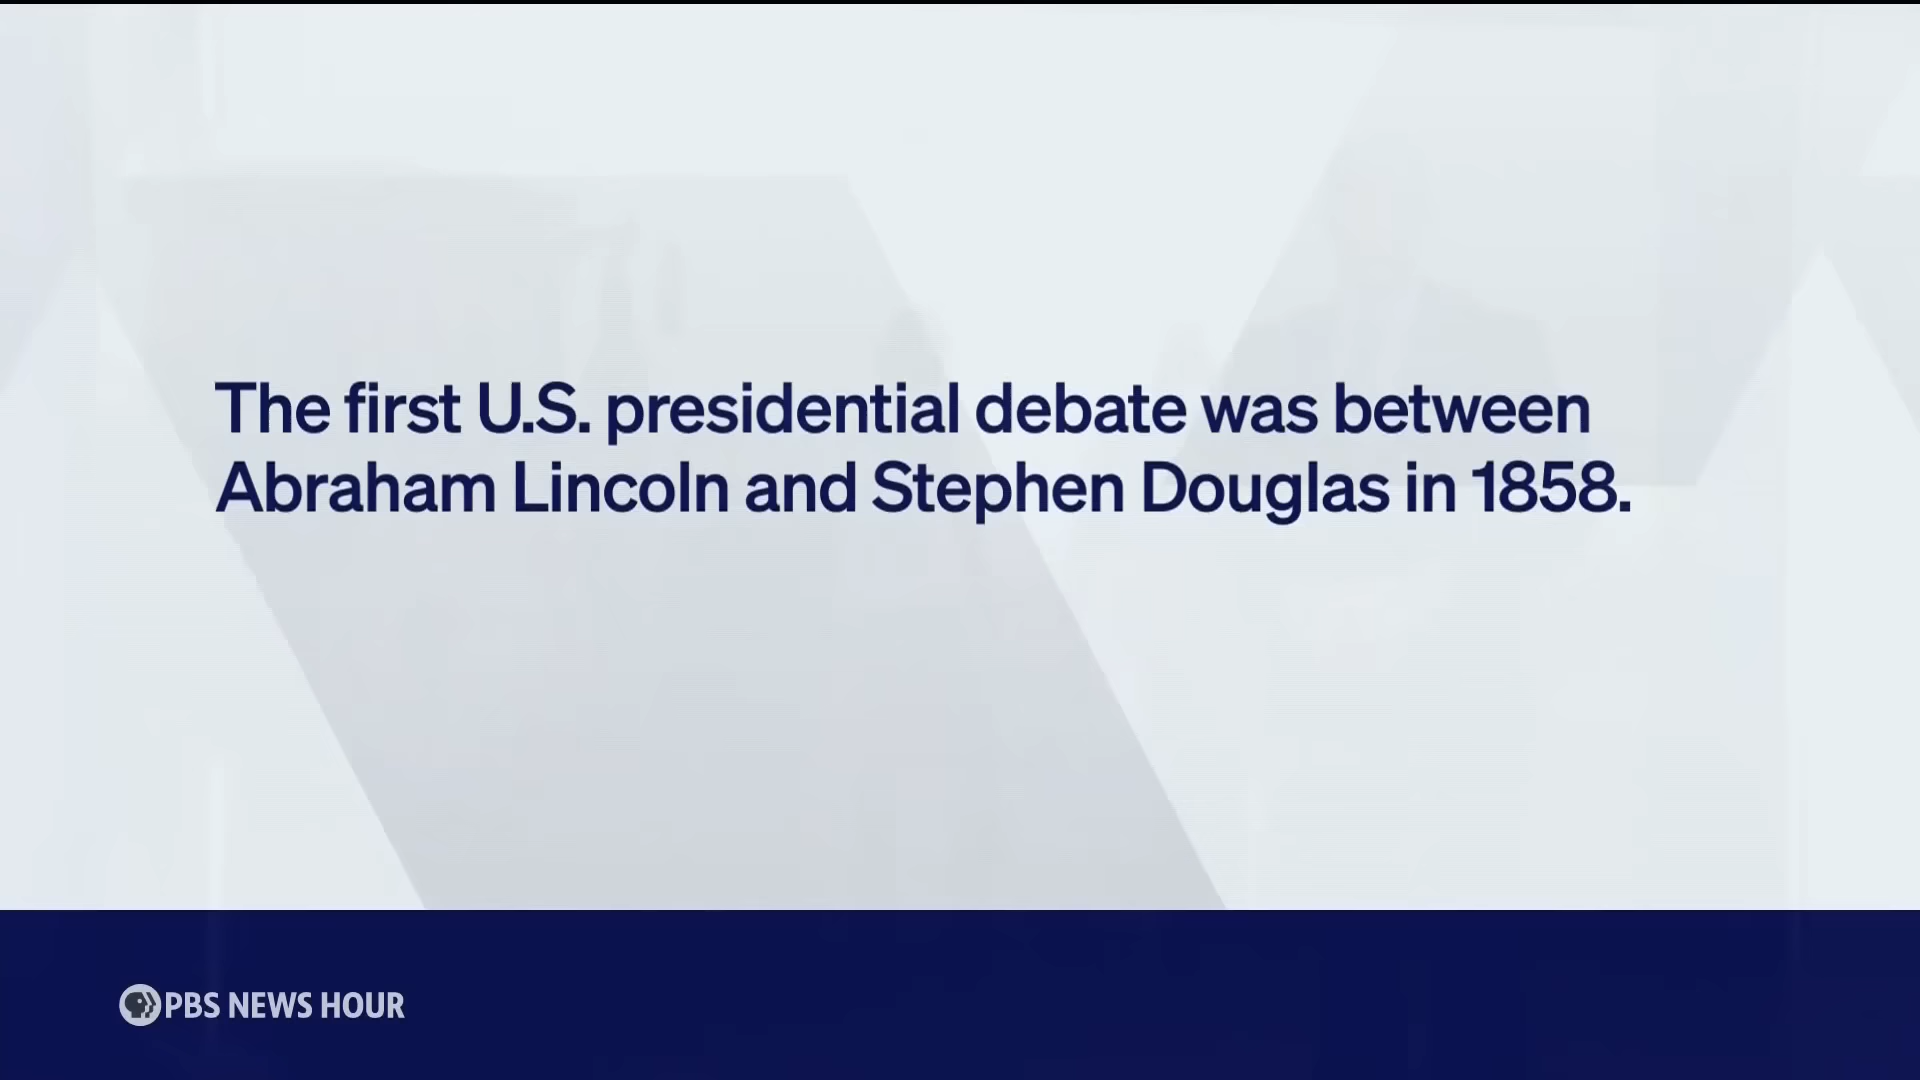 The first U.S. presidential debate was between
Abraham Lincoln and Stephen Douglas in 1858.
PBS NEWS HOUR